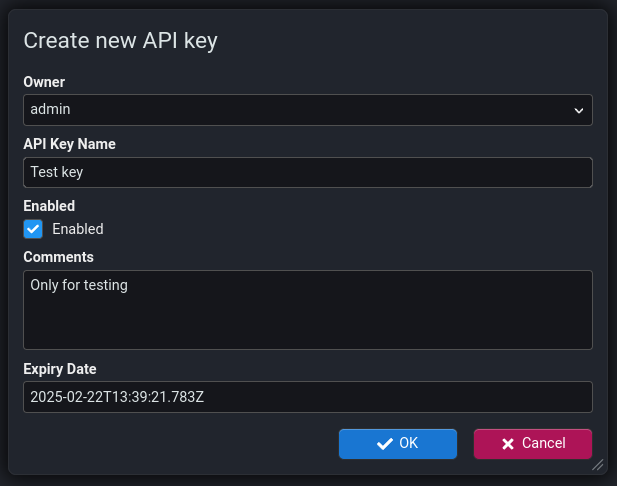 Create new API key
Owner
admin
API Key Name
Test key
Enabled
Enabled
Comments
Only for testing
Expiry Date
2025-02-22T13:39:21.783Z
OK
Cancel